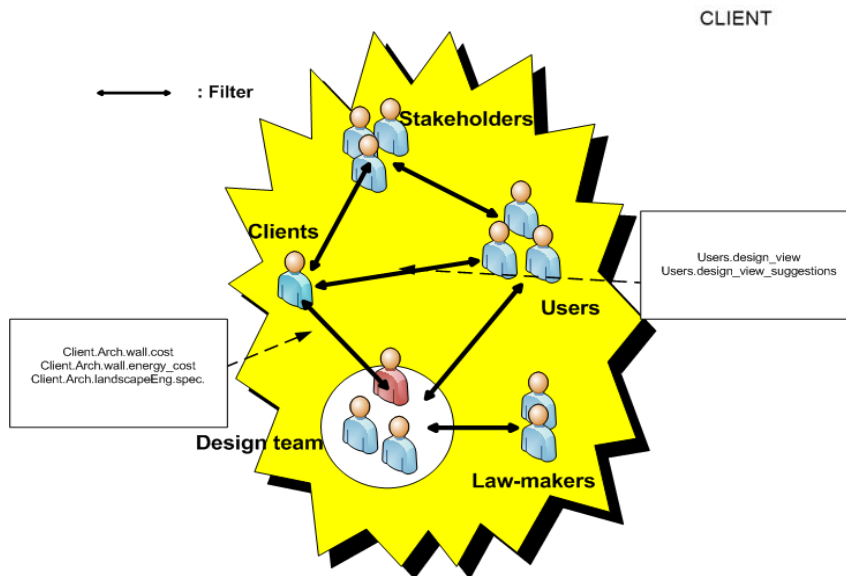 CLIENT
: Filter
Stakeholders
Clients
Users.design_view
Users.design_view_suggestions
Users
Client.Arch.wall.cost
Client.Arch.wall.energy_cost
Client.Arch.landscapeEng.spec.
Design team
Law-makers